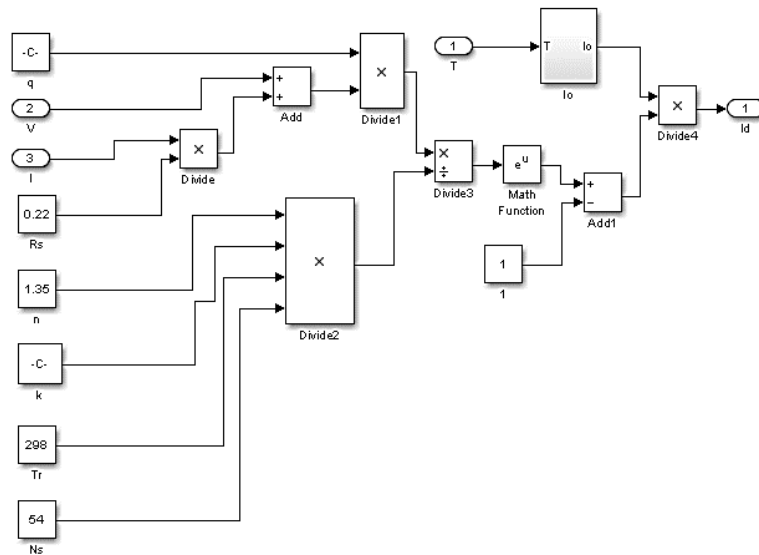 -C-
q
2
V
3
I
0.22
Rs
1.35
n
-C-
k
298
Tr
54
Ns
×
Divide
+
+
Add
×
Divide1
×
Divide2
×
÷
Divide3
e^u
Math
Function
1
1
+
−
Add1
1
T
T Io
Io
×
Divide4
1
Id